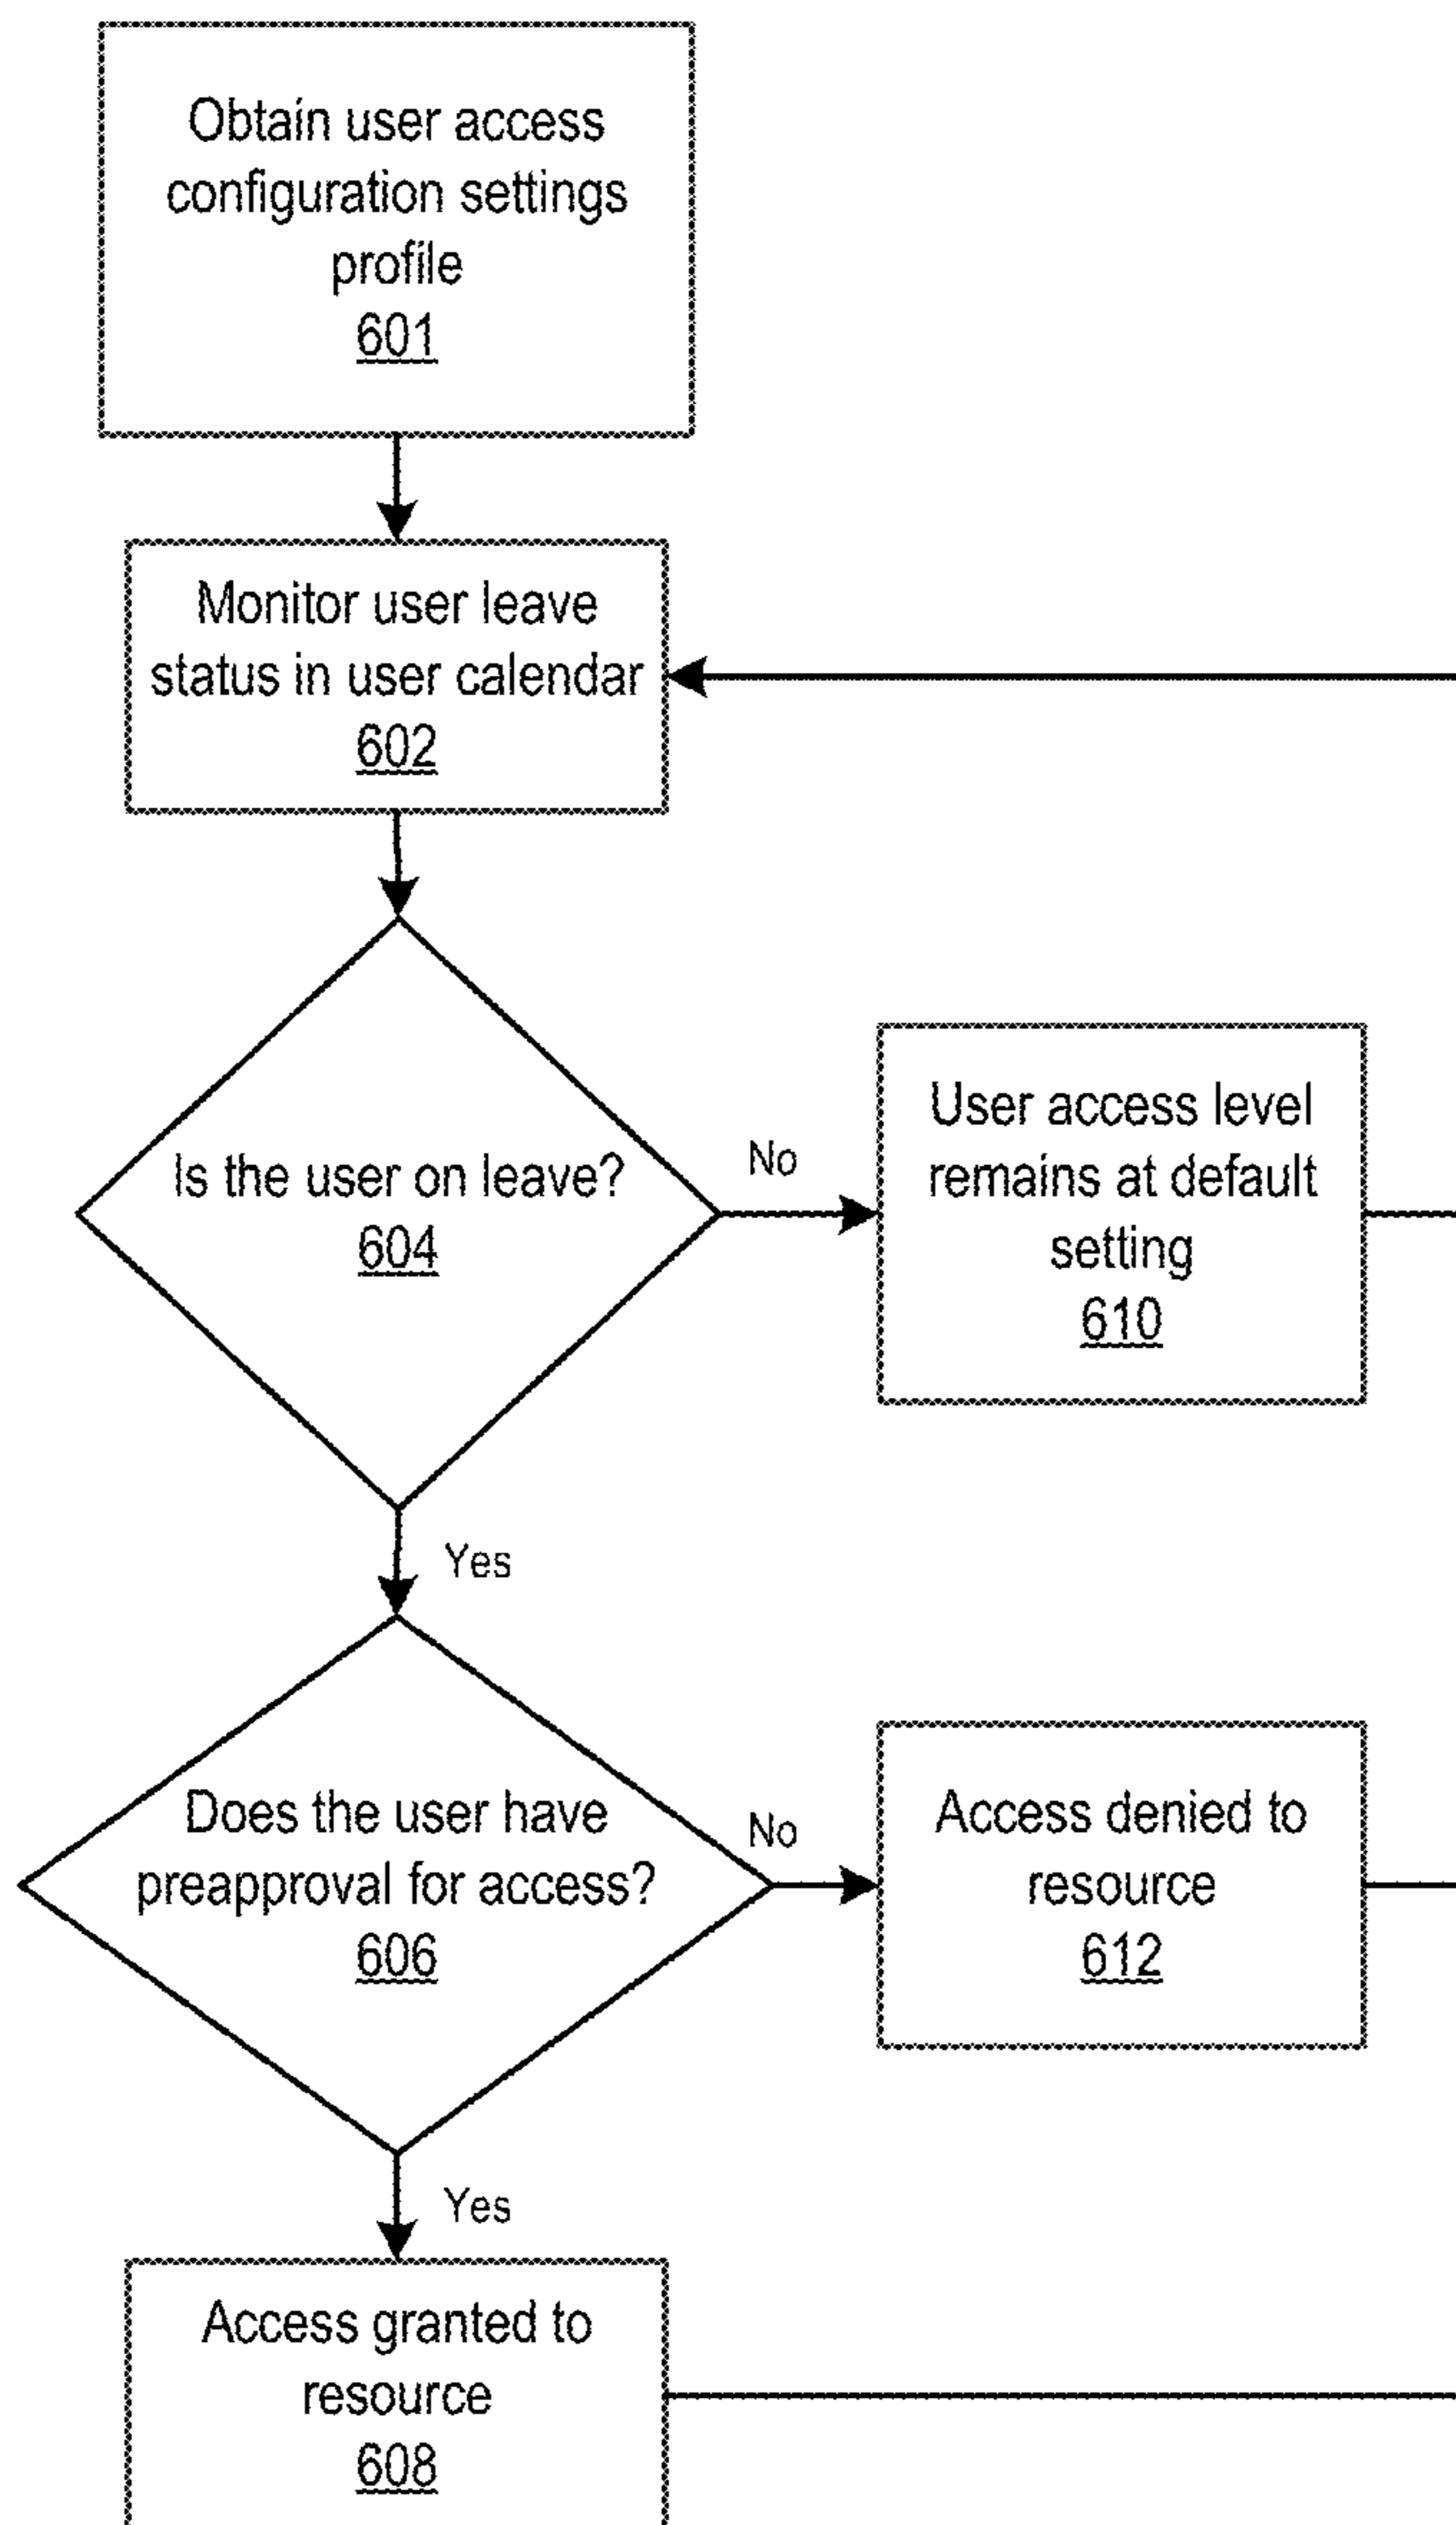 Obtain user access
configuration settings
profile
601
Monitor user leave
status in user calendar
602
Is the user on leave?
604
No
User access level
remains at default
setting
610
Yes
Does the user have
preapproval for access?
606
No
Access denied to
resource
612
Yes
Access granted to
resource
608